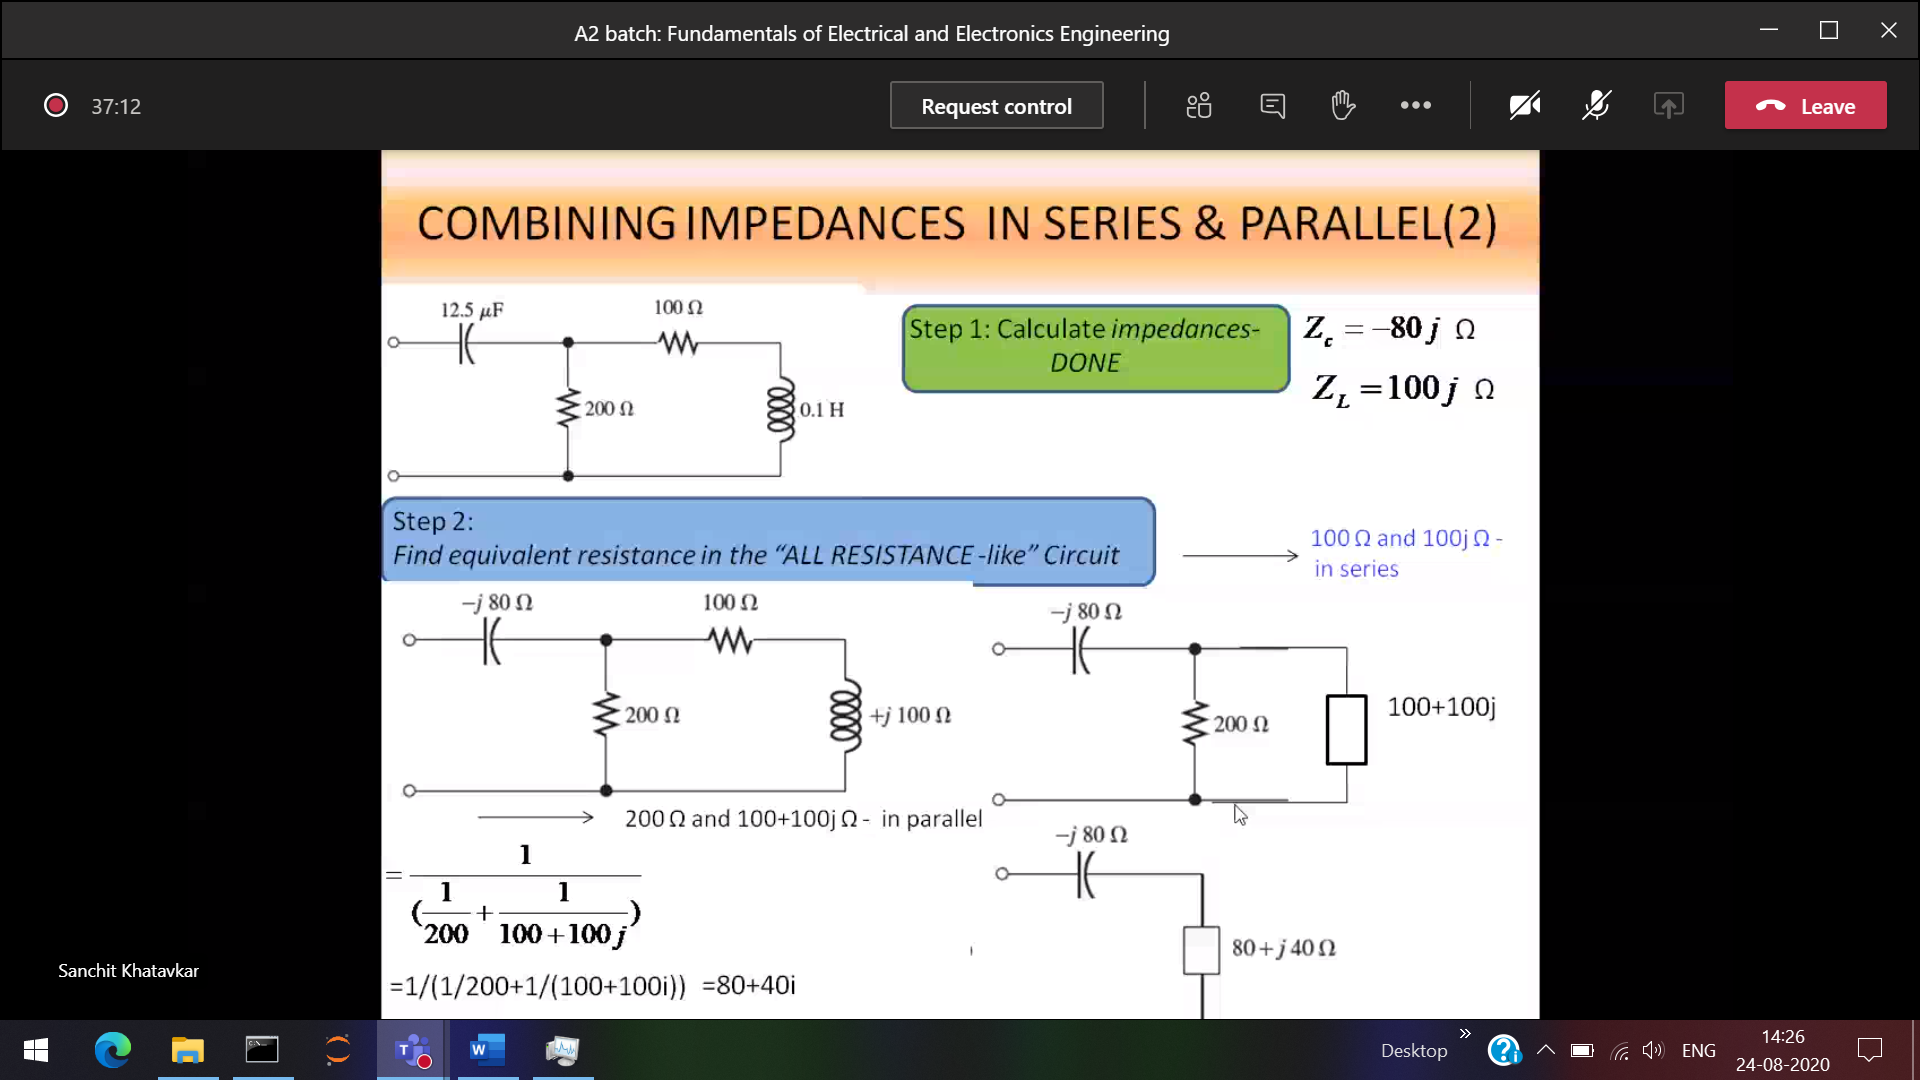 A2 batch: Fundamentals of Electrical and Electronics Engineering
37:12
Request control
Leave
COMBINING IMPEDANCES IN SERIES & PARALLEL(2)
12.5 μF
100 Ω
200 Ω
0.1 H
Step 1: Calculate impedances-
DONE
Z_c = −80 j Ω
Z_L = 100 j Ω
Step 2:
Find equivalent resistance in the “ALL RESISTANCE -like” Circuit
100 Ω and 100j Ω -
in series
−j 80 Ω
100 Ω
200 Ω
+j 100 Ω
−j 80 Ω
200 Ω
100+100j
200 Ω and 100+100j Ω - in parallel
= 1
( 1/200 + 1/100 + 100 j )
=1/(1/200+1/(100+100i)) =80+40i
−j 80 Ω
80 + j 40 Ω
Sanchit Khatavkar
Desktop
ENG
14:26
24-08-2020